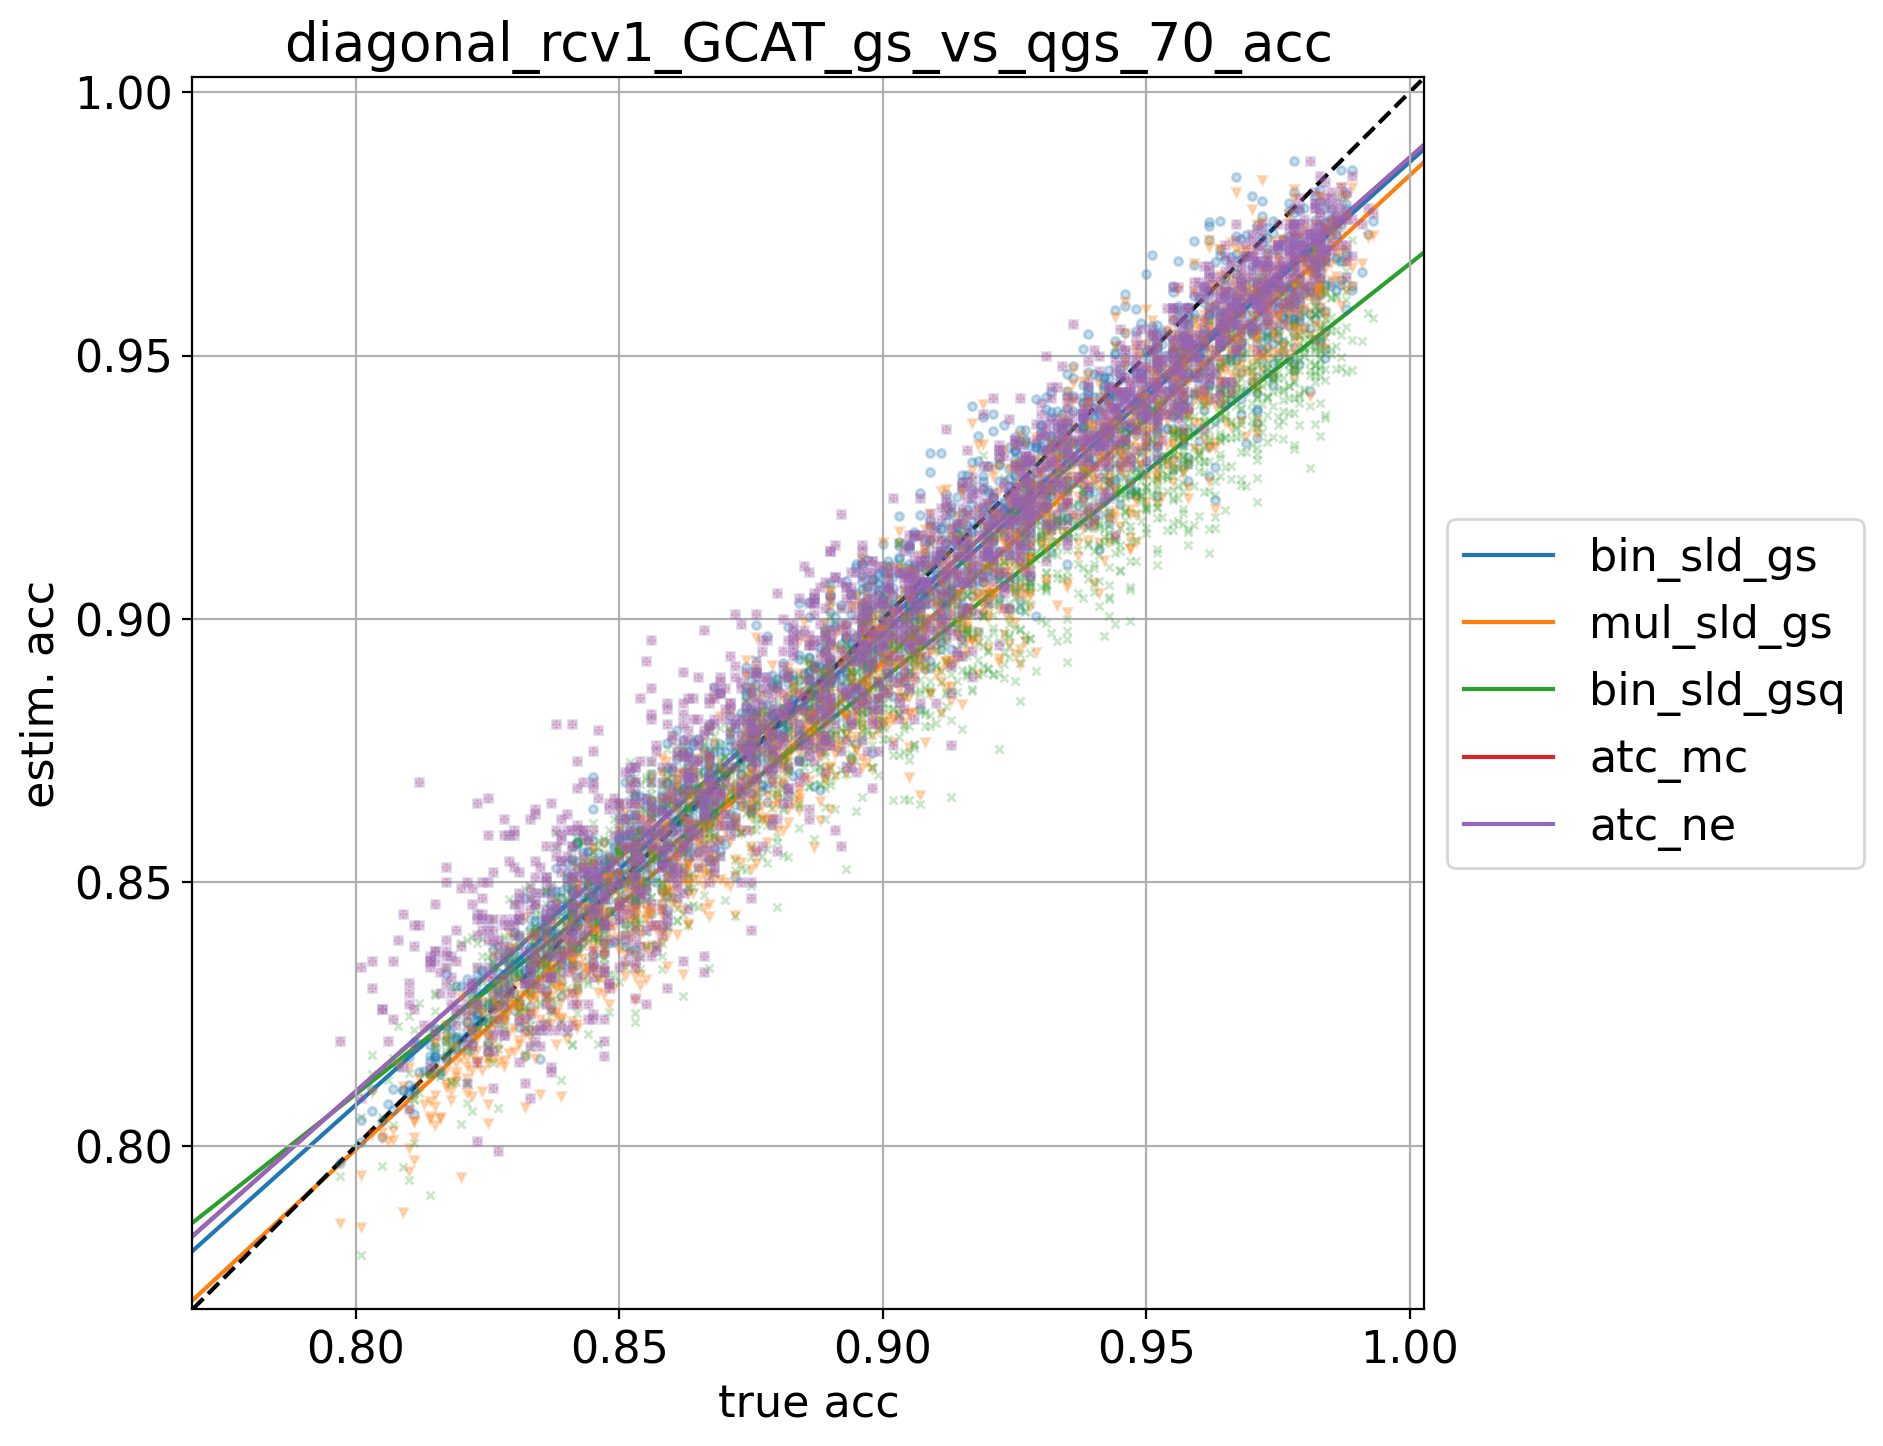 diagonal_rcv1_GCAT_gs_vs_qgs_70_acc
1.00
0.95
0.90
0.85
0.80
estim. acc
0.80 0.85 0.90 0.95 1.00
true acc
bin_sld_gs
mul_sld_gs
bin_sld_gsq
atc_mc
atc_ne